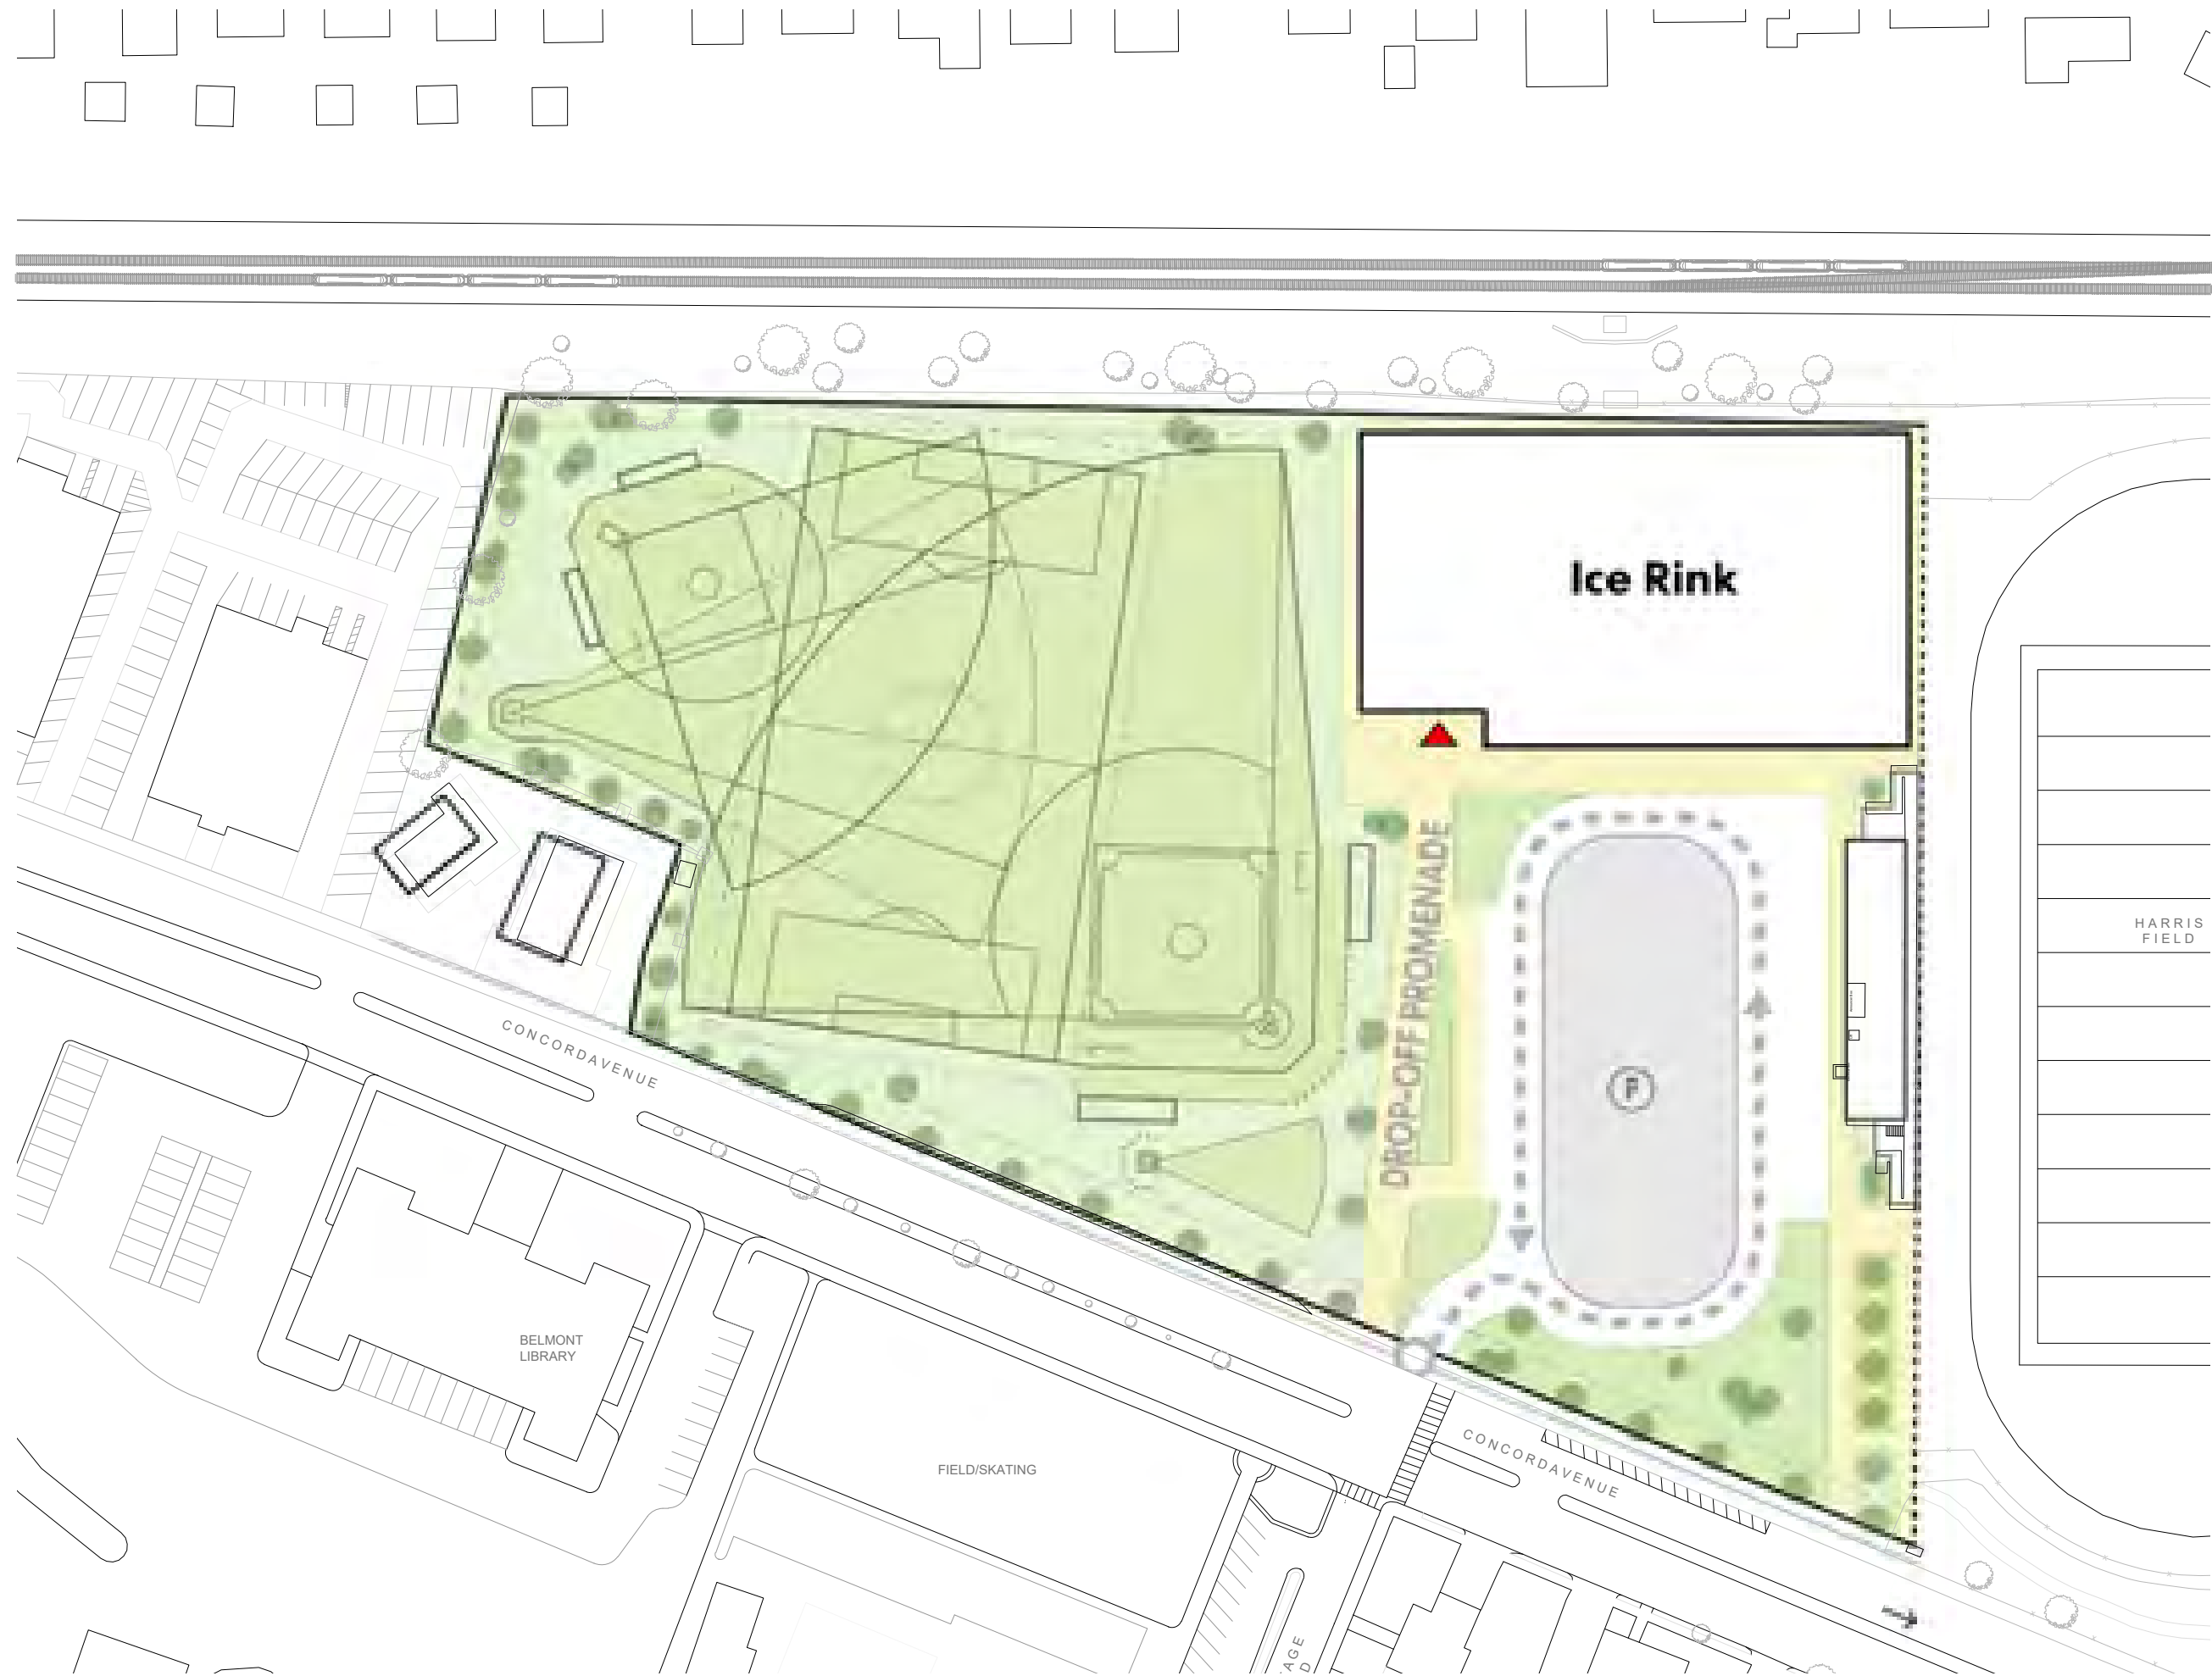 Ice Rink
DROP-OFF PROMENADE
HARRIS
FIELD
F
CONCORDAVENUE
BELMONT
LIBRARY
FIELD/SKATING
CONCORDAVENUE